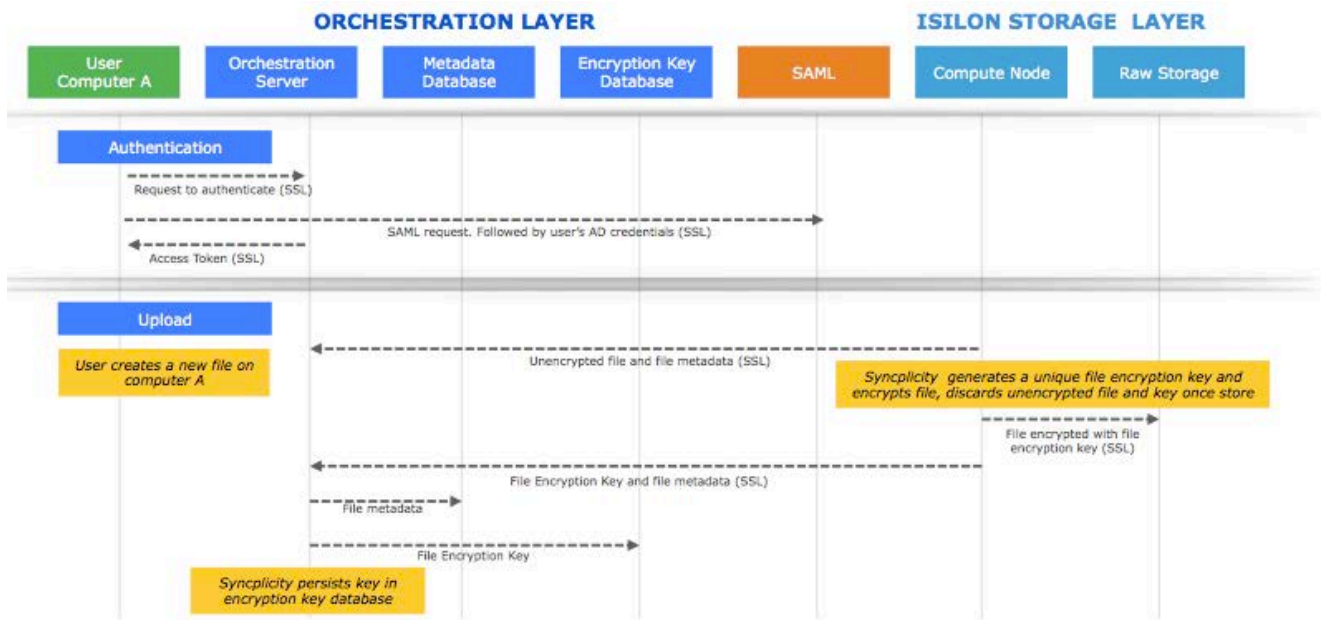 ORCHESTRATION LAYER
ISILON STORAGE LAYER
User
Computer A
Orchestration
Server
Metadata
Database
Encryption Key
Database
SAML
Compute Node
Raw Storage
Authentication
Request to authenticate (SSL)
SAML request. Followed by user's AD credentials (SSL)
Access Token (SSL)
Upload
User creates a new file on
computer A
Unencrypted file and file metadata (SSL)
Syncplicity generates a unique file encryption key and
encrypts file, discards unencrypted file and key once store
File encrypted with file
encryption key (SSL)
File Encryption Key and file metadata (SSL)
File metadata
File Encryption Key
Syncplicity persists key in
encryption key database